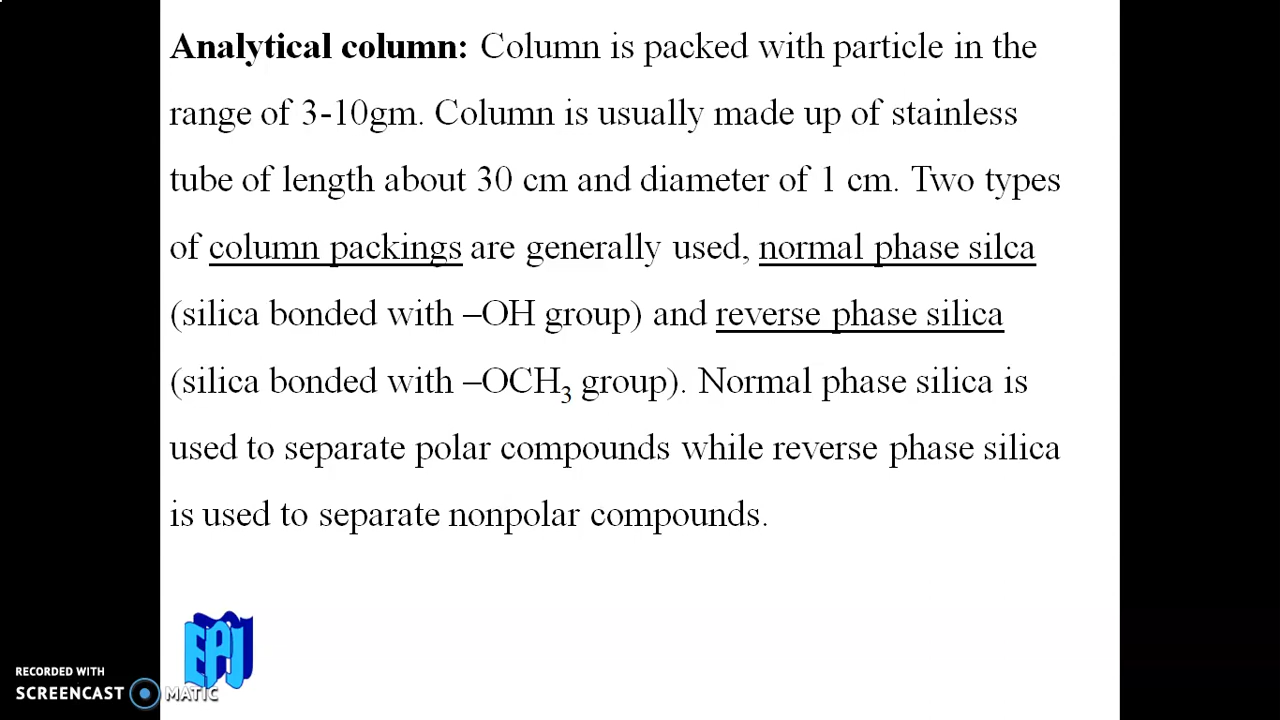 Analytical column: Column is packed with particle in the
range of 3-10gm. Column is usually made up of stainless
tube of length about 30 cm and diameter of 1 cm. Two types
of column packings are generally used, normal phase silca
(silica bonded with –OH group) and reverse phase silica
(silica bonded with –OCH₃ group). Normal phase silica is
used to separate polar compounds while reverse phase silica
is used to separate nonpolar compounds.
EPJ
RECORDED WITH
SCREENCAST MATIC